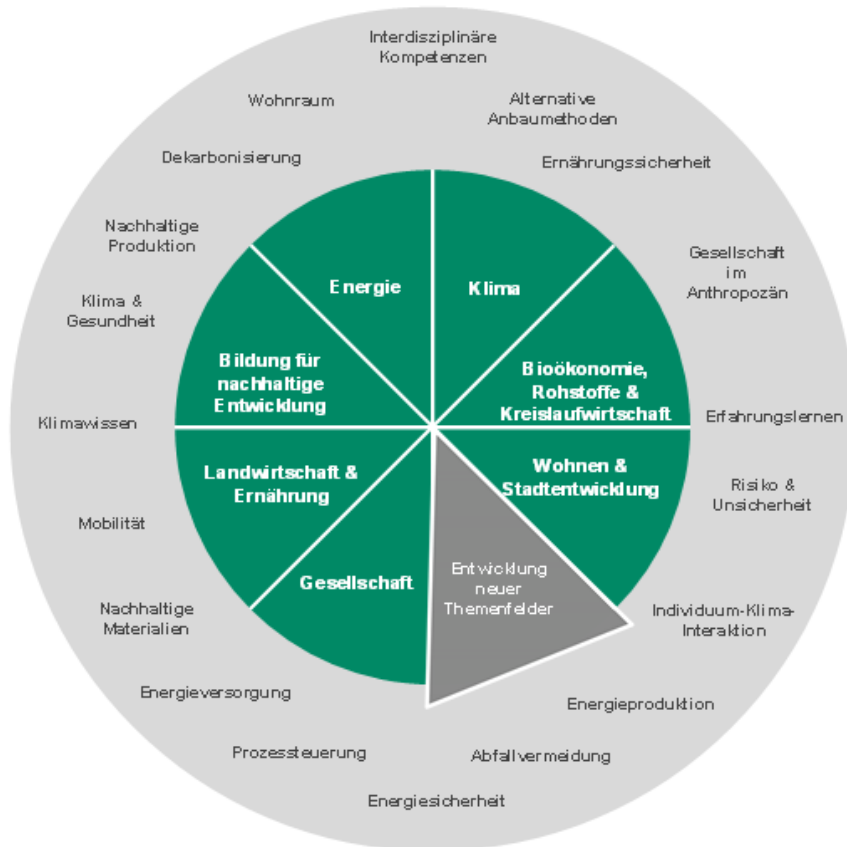 Interdisziplinäre
Kompetenzen
Wohnraum
Alternative
Anbaumethoden
Dekarbonisierung
Ernährungssicherheit
Nachhaltige
Produktion
Gesellschaft
im
Anthropozän
Klima &
Gesundheit
Energie
Klima
Bildung für
nachhaltige
Entwicklung
Bioökonomie,
Rohstoffe &
Kreislaufwirtschaft
Klimawissen
Erfahrungslernen
Landwirtschaft &
Ernährung
Wohnen &
Stadtentwicklung
Risiko &
Unsicherheit
Mobilität
Gesellschaft
Entwicklung
neuer
Themenfelder
Nachhaltige
Materialien
Individuum-Klima-
Interaktion
Energieversorgung
Energieproduktion
Prozessteuerung
Abfallvermeidung
Energiesicherheit